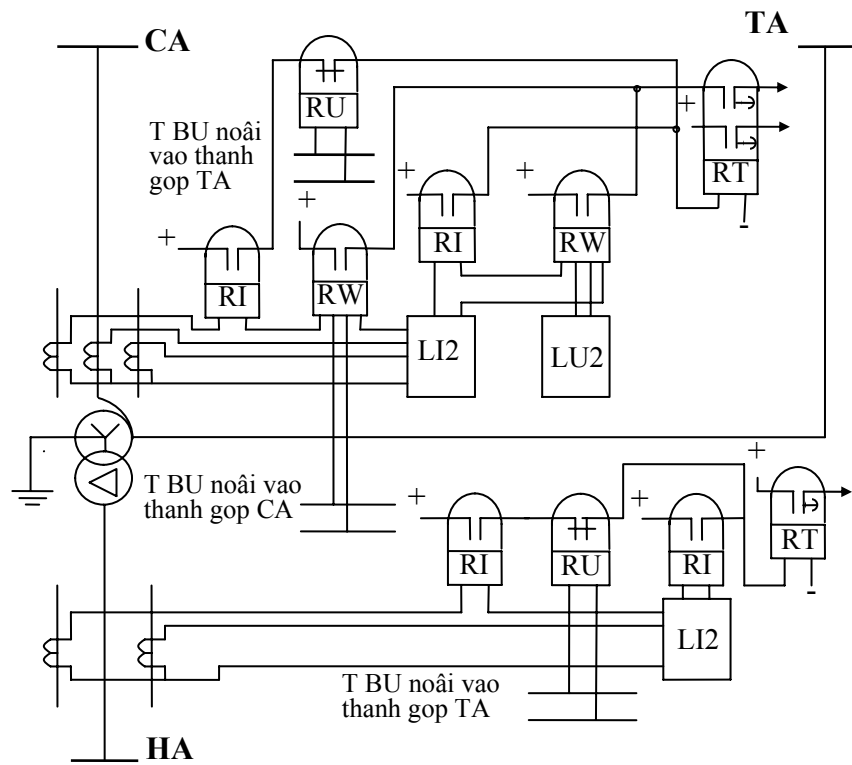 CA
TA
RU
T BU noâi
vao thanh
gop TA
+
RT
-
+
+
+
+
RI
RW
RI
RW
LI2
LU2
T BU noâi vao
thanh gop CA
+
+
+
RI
RU
RI
RT
-
LI2
T BU noâi vao
thanh gop TA
HA